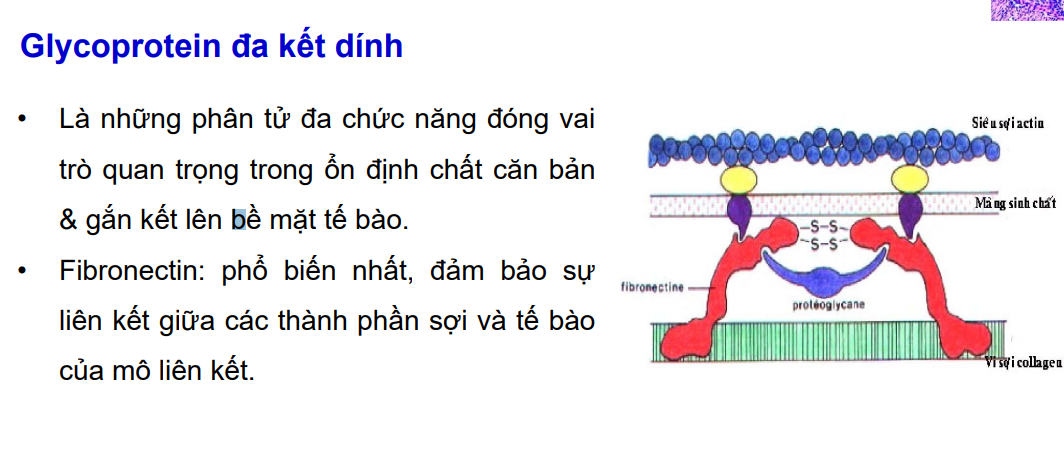 Glycoprotein đa kết dính
• Là những phân tử đa chức năng đóng vai
trò quan trọng trong ổn định chất căn bản
& gắn kết lên bề mặt tế bào.
• Fibronectin: phổ biến nhất, đảm bảo sự
liên kết giữa các thành phần sợi và tế bào
của mô liên kết.
Siêu sợi actin
Màng sinh chất
–S–S–
–S–S–
fibronectine
protéoglycane
Vi sợi collagen